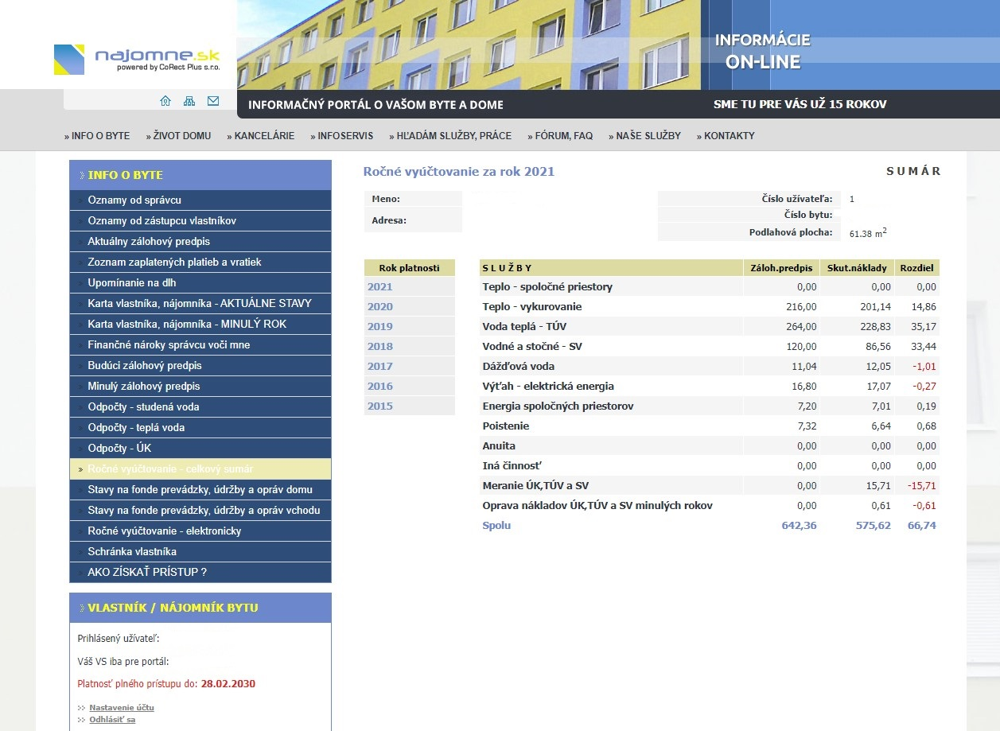 najomne.sk
powered by CoRect Plus s.r.o.
INFORMÁCIE
ON-LINE
INFORMAČNÝ PORTÁL O VAŠOM BYTE A DOME
SME TU PRE VÁS UŽ 15 ROKOV
» INFO O BYTE » ŽIVOT DOMU » KANCELÁRIE » INFOSERVIS » HĽADÁM SLUŽBY, PRÁCE » FÓRUM, FAQ » NAŠE SLUŽBY » KONTAKTY
» INFO O BYTE
» Oznamy od správcu
» Oznamy od zástupcu vlastníkov
» Aktuálny zálohový predpis
» Zoznam zaplatených platieb a vratiek
» Upomínanie na dlh
» Karta vlastníka, nájomníka - AKTUÁLNE STAVY
» Karta vlastníka, nájomníka - MINULÝ ROK
» Finančné nároky správcu voči mne
» Budúci zálohový predpis
» Minulý zálohový predpis
» Odpočty - studená voda
» Odpočty - teplá voda
» Odpočty - ÚK
» Ročné vyúčtovanie - celkový sumár
» Stavy na fonde prevádzky, údržby a opráv domu
» Stavy na fonde prevádzky, údržby a opráv vchodu
» Ročné vyúčtovanie - elektronicky
» Schránka vlastníka
» AKO ZÍSKAŤ PRÍSTUP ?
» VLASTNÍK / NÁJOMNÍK BYTU
Prihlásený užívateľ:
Váš VS iba pre portál:
Platnosť plného prístupu do: 28.02.2030
>> Nastavenie účtu
>> Odhlásiť sa
Ročné vyúčtovanie za rok 2021
SUMÁR
Meno:
Adresa:
Číslo užívateľa: 1
Číslo bytu:
Podlahová plocha: 61.38 m2
Rok platnosti
2021
2020
2019
2018
2017
2016
2015
SLUŽBY Záloh.predpis Skut.náklady Rozdiel
Teplo - spoločné priestory 0,00 0,00 0,00
Teplo - vykurovanie 216,00 201,14 14,86
Voda teplá - TÚV 264,00 228,83 35,17
Vodné a stočné - SV 120,00 86,56 33,44
Dážďová voda 11,04 12,05 -1,01
Výťah - elektrická energia 16,80 17,07 -0,27
Energia spoločných priestorov 7,20 7,01 0,19
Poistenie 7,32 6,64 0,68
Anuita 0,00 0,00 0,00
Iná činnosť 0,00 0,00 0,00
Meranie ÚK,TÚV a SV 0,00 15,71 -15,71
Oprava nákladov ÚK,TÚV a SV minulých rokov 0,00 0,61 -0,61
Spolu 642,36 575,62 66,74